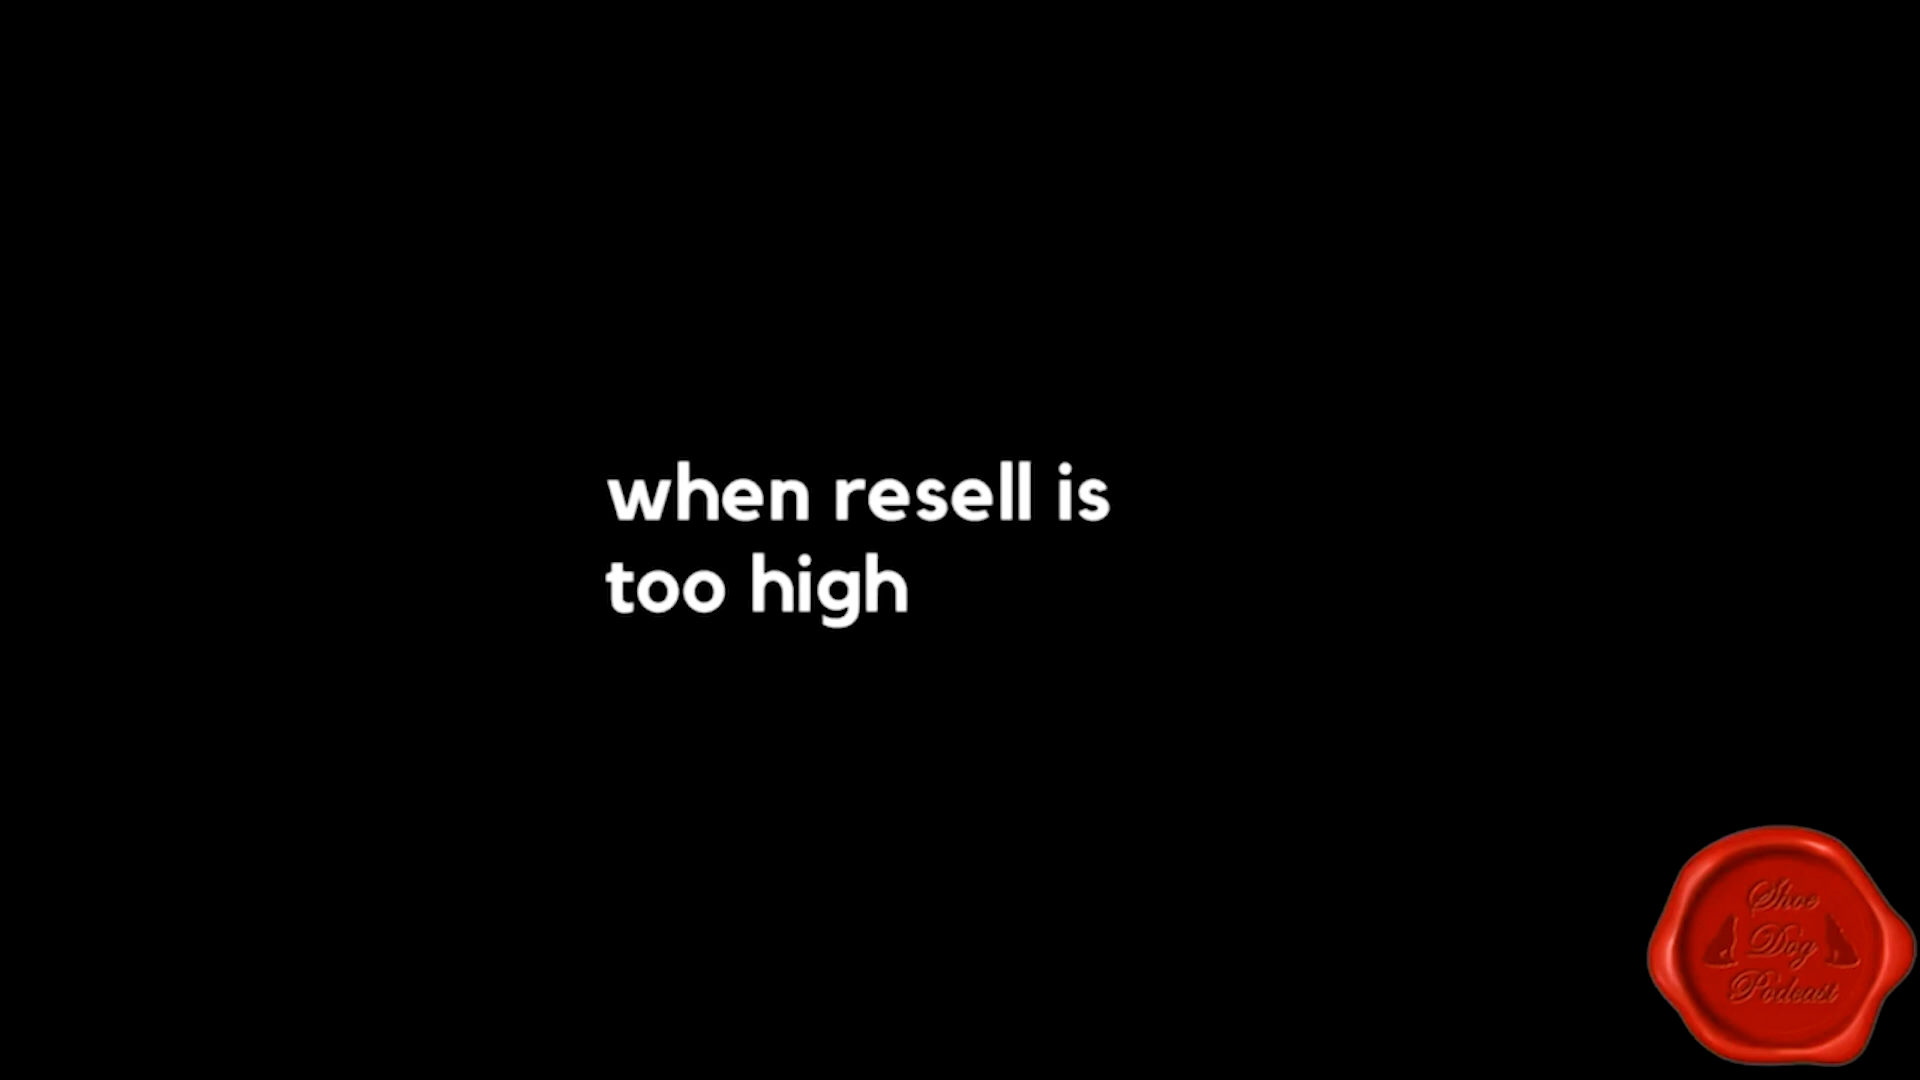 when resell is
too high
Shoe
Dog
Podcast